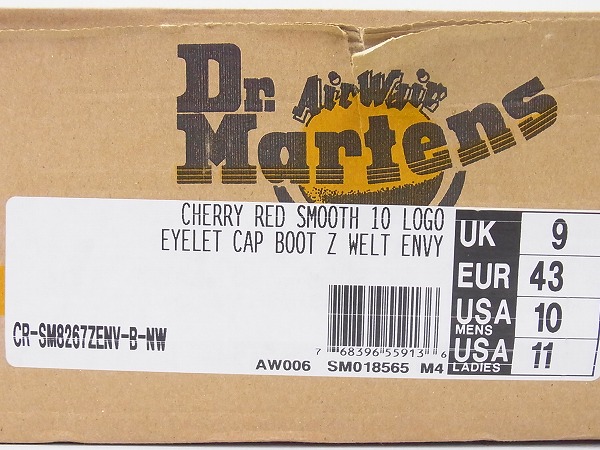 Dr.
AirWair
Martens
CHERRY RED SMOOTH 10 LOGO
EYELET CAP BOOT Z WELT ENVY
UK 9
EUR 43
USA MENS 10
USA LADIES 11
CR-SM8267ZENV-B-NW
7 68396 55913 6
AW006 SM018565 M4